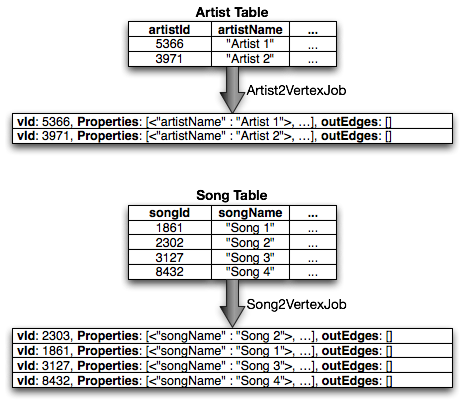 Artist Table
artistId artistName ...
5366 "Artist 1" ...
3971 "Artist 2" ...
Artist2VertexJob
vId: 5366, Properties: [<"artistName" : "Artist 1">, ...], outEdges: []
vId: 3971, Properties: [<"artistName" : "Artist 2">, ...], outEdges: []
Song Table
songId songName ...
1861 "Song 1" ...
2302 "Song 2" ...
3127 "Song 3" ...
8432 "Song 4" ...
Song2VertexJob
vId: 2303, Properties: [<"songName" : "Song 2">, ...], outEdges: []
vId: 1861, Properties: [<"songName" : "Song 1">, ...], outEdges: []
vId: 3127, Properties: [<"songName" : "Song 3">, ...], outEdges: []
vId: 8432, Properties: [<"songName" : "Song 4">, ...], outEdges: []